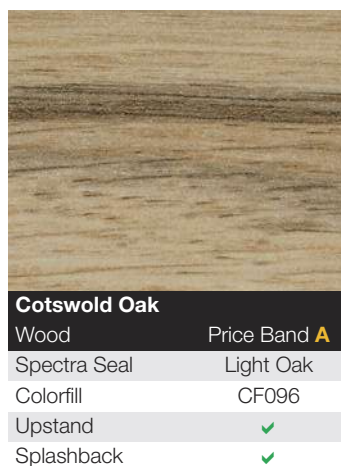 Cotswold Oak
Wood Price Band A
Spectra Seal Light Oak
Colorfill CF096
Upstand ✓
Splashback ✓